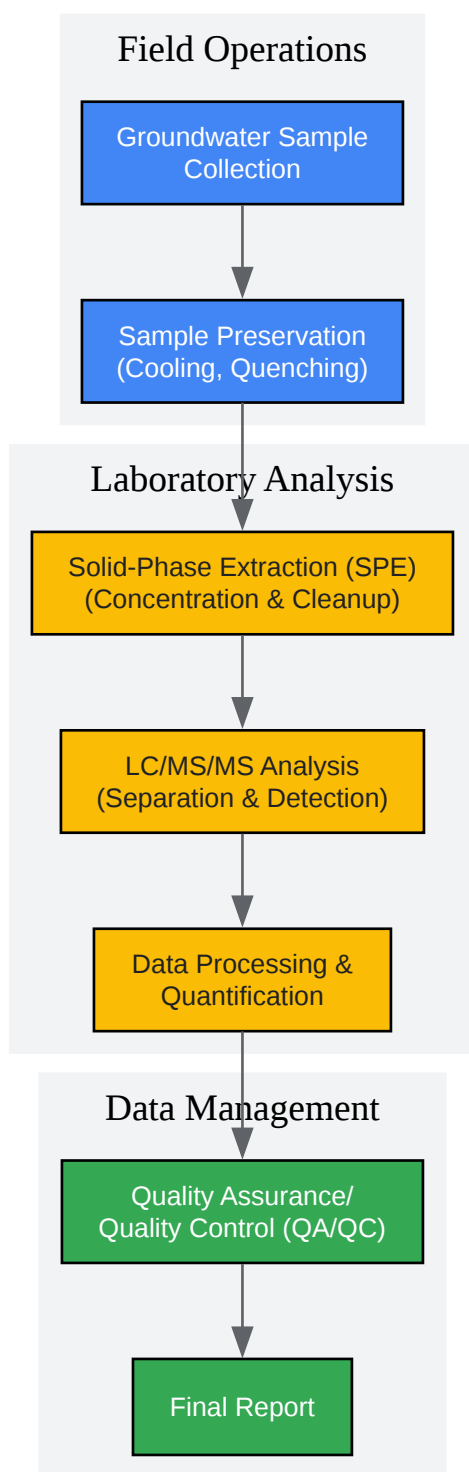 Field Operations
Groundwater Sample
Collection
Sample Preservation
(Cooling, Quenching)
Laboratory Analysis
Solid-Phase Extraction (SPE)
(Concentration & Cleanup)
LC/MS/MS Analysis
(Separation & Detection)
Data Processing &
Quantification
Data Management
Quality Assurance/
Quality Control (QA/QC)
Final Report